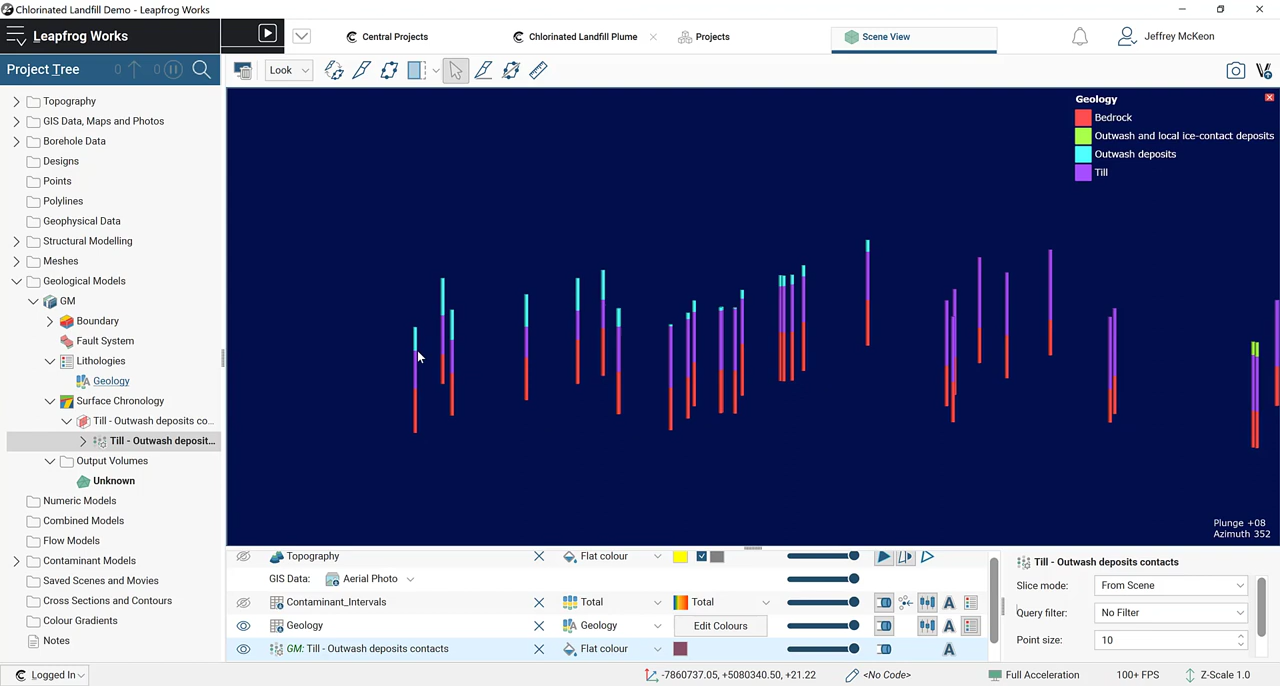 Chlorinated Landfill Demo - Leapfrog Works
Leapfrog Works
Central Projects
Chlorinated Landfill Plume
Projects
Scene View
Jeffrey McKeon
Project Tree
0
0
Look
Topography
GIS Data, Maps and Photos
Borehole Data
Designs
Points
Polylines
Geophysical Data
Structural Modelling
Meshes
Geological Models
GM
Boundary
Fault System
Lithologies
Geology
Surface Chronology
Till - Outwash deposits co...
Till - Outwash deposit...
Output Volumes
Unknown
Numeric Models
Combined Models
Flow Models
Contaminant Models
Saved Scenes and Movies
Cross Sections and Contours
Colour Gradients
Notes
Geology
Bedrock
Outwash and local ice-contact deposits
Outwash deposits
Till
Plunge +08
Azimuth 352
Topography
Flat colour
GIS Data:
Aerial Photo
Contaminant_Intervals
Total
Total
A
Geology
Geology
Edit Colours
A
GM: Till - Outwash deposits contacts
Flat colour
A
Till - Outwash deposits contacts
Slice mode:
From Scene
Query filter:
No Filter
Point size:
10
Logged In
-7860737.05, +5080340.50, +21.22
<No Code>
Full Acceleration
100+ FPS
Z-Scale 1.0